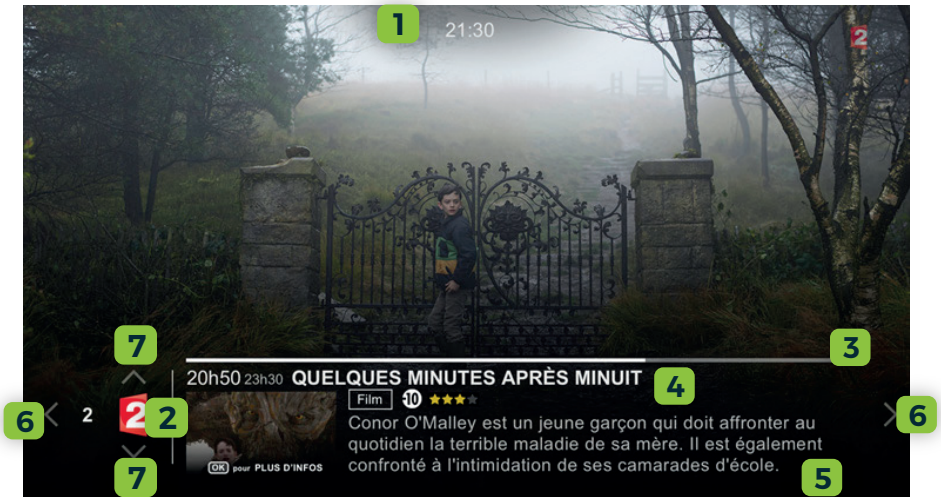 1
21:30
2
7
3
20h50 23h30 QUELQUES MINUTES APRÈS MINUIT
4
Film -10
6
2
2
2
6
Conor O'Malley est un jeune garçon qui doit affronter au
quotidien la terrible maladie de sa mère. Il est également
confronté à l'intimidation de ses camarades d'école.
OK pour PLUS D'INFOS
7
5